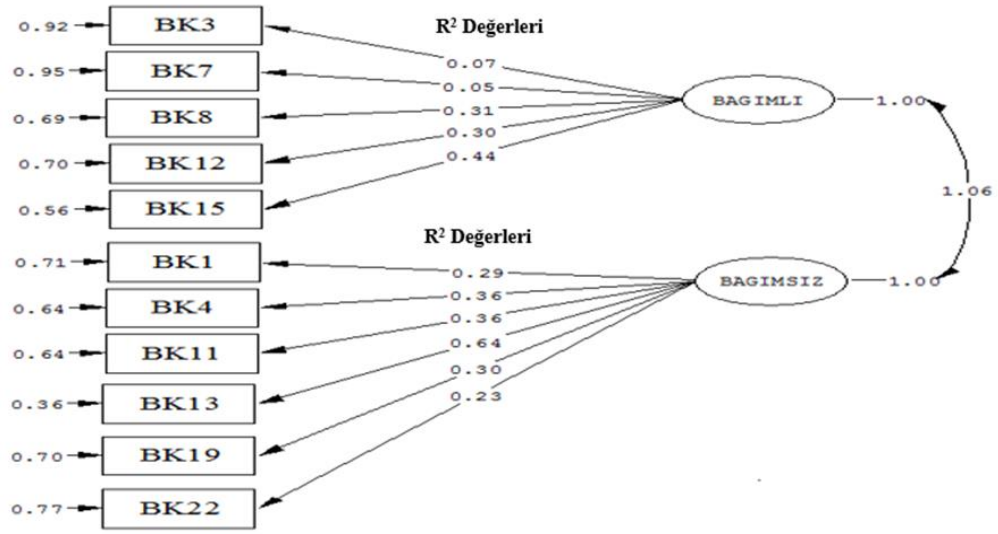 R² Değerleri
0.92 BK3
0.07
0.95 BK7
0.05
0.69 BK8
0.31
0.70 BK12
0.30
0.56 BK15
0.44
BAGIMLI 1.00
1.06
R² Değerleri
0.71 BK1
0.29
0.64 BK4
0.36
0.64 BK11
0.36
0.36 BK13
0.64
0.70 BK19
0.30
0.77 BK22
0.23
BAGIMSIZ 1.00